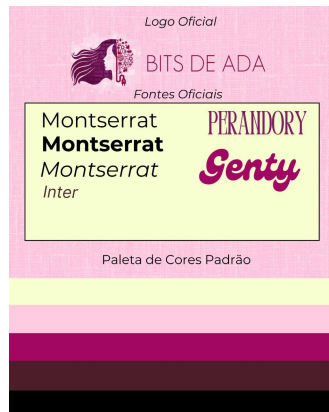 Logo Oficial
BITS DE ADA
Fontes Oficiais
Montserrat
Montserrat
Montserrat
Inter
PERANDORY
Genty
Paleta de Cores Padrão